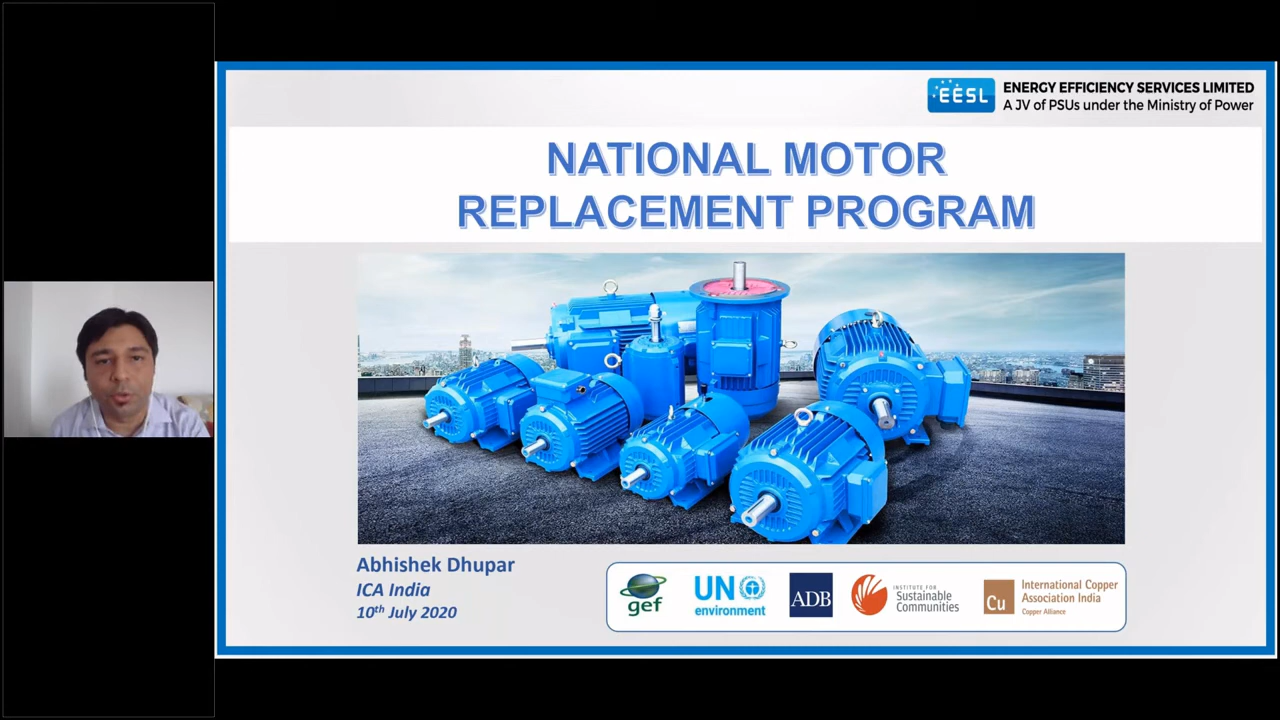 EESL
ENERGY EFFICIENCY SERVICES LIMITED
A JV of PSUs under the Ministry of Power
NATIONAL MOTOR
REPLACEMENT PROGRAM
Abhishek Dhupar
ICA India
10th July 2020
gef
UN
environment
ADB
INSTITUTE FOR
Sustainable
Communities
Cu
International Copper
Association India
Copper Alliance